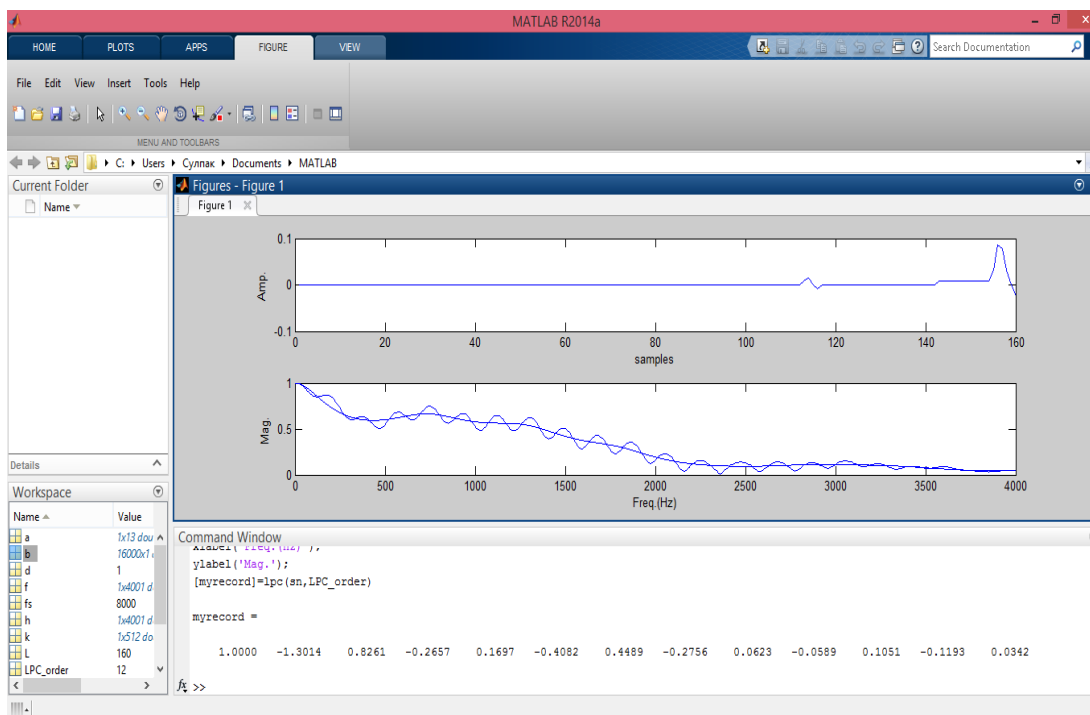 MATLAB R2014a
HOME PLOTS APPS FIGURE VIEW
Search Documentation
File Edit View Insert Tools Help
MENU AND TOOLBARS
C: Users Сулпак Documents MATLAB
Current Folder
Name
Figures - Figure 1
Figure 1
Amp.
0.1
0
-0.1
0 20 40 60 80 100 120 140 160
samples
Mag.
1
0.5
0
0 500 1000 1500 2000 2500 3000 3500 4000
Freq.(Hz)
Details
Workspace
Name Value
a 1x13 dou
b 16000x1
d 1
f 1x4001 d
fs 8000
h 1x4001 d
k 1x512 do
L 160
LPC_order 12
Command Window
xlabel('Freq.(Hz)');
ylabel('Mag.');
[myrecord]=lpc(sn,LPC_order)
myrecord =
1.0000 -1.3014 0.8261 -0.2657 0.1697 -0.4082 0.4489 -0.2756 0.0623 -0.0589 0.1051 -0.1193 0.0342
fx >>